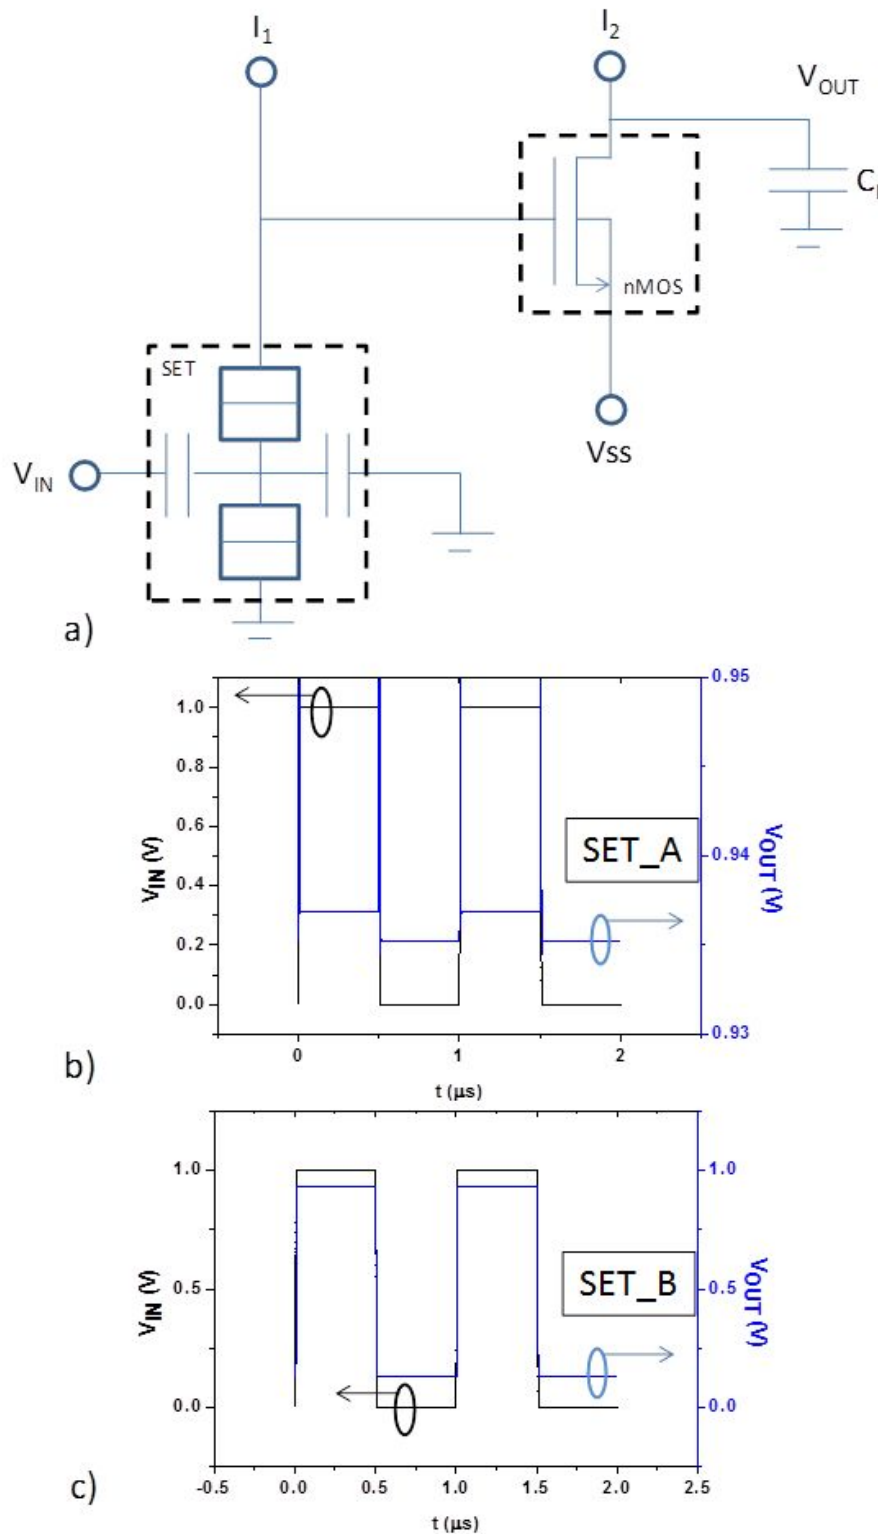 I1
I2
VOUT
C
nMOS
SET
VIN
Vss
a)
0.95
1.0
0.8
0.6
0.4
0.2
0.0
VIN (V)
0.94
0.93
VOUT (V)
SET_A
0 1 2
b)
t (μs)
1.0
0.5
0.0
VIN (V)
1.0
0.5
0.0
VOUT (V)
SET_B
-0.5 0.0 0.5 1.0 1.5 2.0 2.5
c)
t (μs)